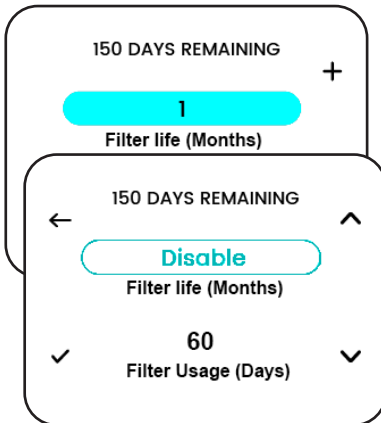 150 DAYS REMAINING
1
Filter life (Months)
150 DAYS REMAINING
Disable
Filter life (Months)
60
Filter Usage (Days)